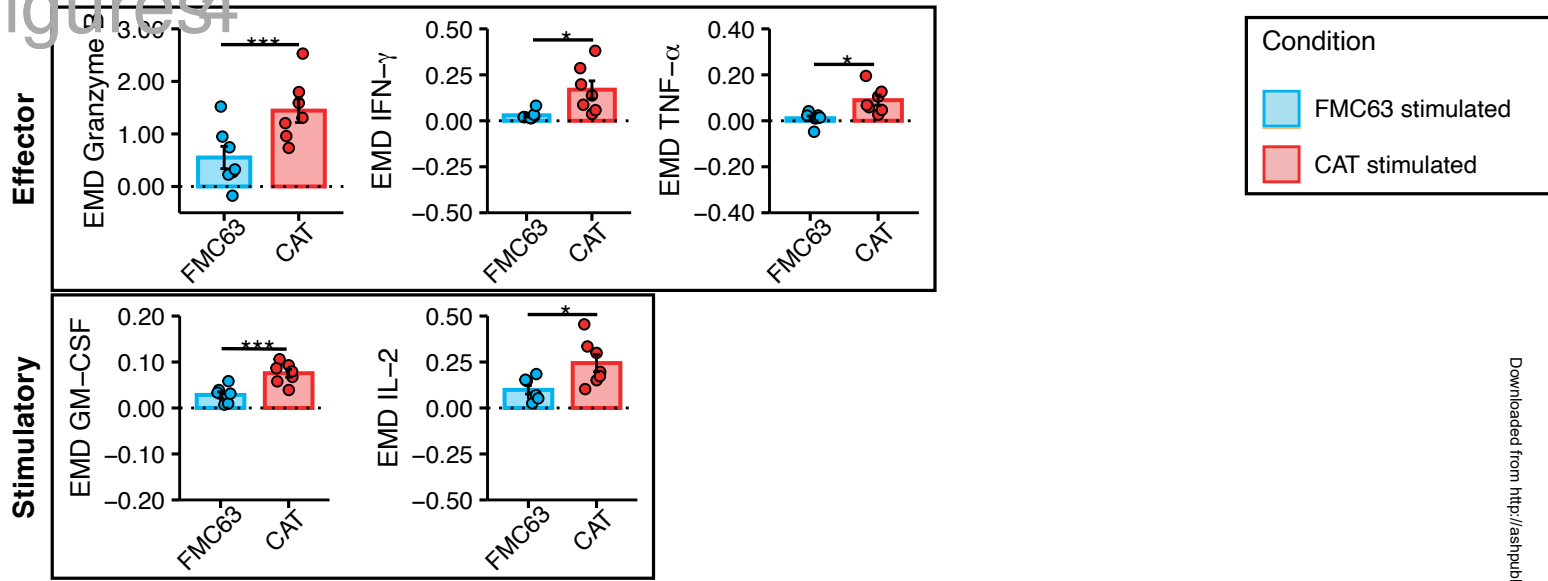 igures4
Effector
EMD Granzyme B
3.00
2.00
1.00
0.00
***
FMC63
CAT
EMD IFN−γ
0.50
0.25
0.00
−0.25
−0.50
*
FMC63
CAT
EMD TNF−α
0.40
0.20
0.00
−0.20
−0.40
*
FMC63
CAT
Condition
FMC63 stimulated
CAT stimulated
Stimulatory
EMD GM−CSF
0.20
0.10
0.00
−0.10
−0.20
***
FMC63
CAT
EMD IL−2
0.50
0.25
0.00
−0.25
−0.50
*
FMC63
CAT
Downloaded from http://ashpubl